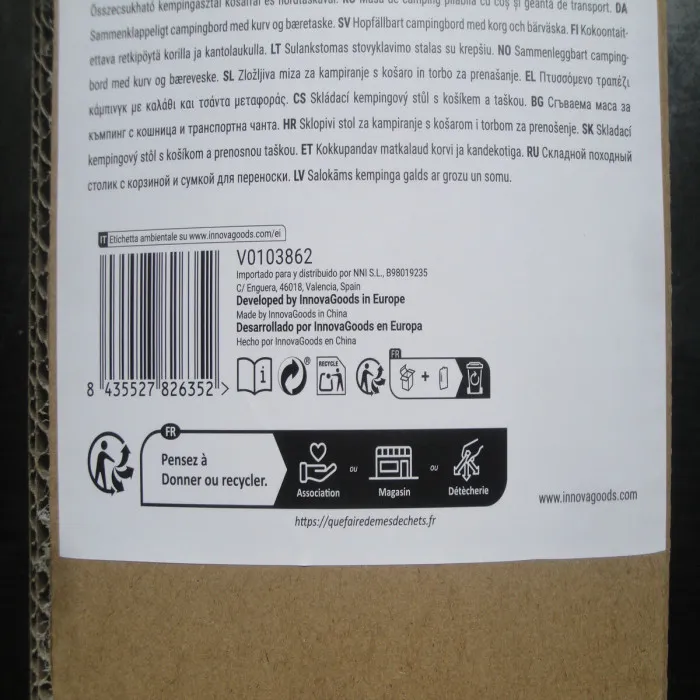 Összecsukható kempingasztal kosárral és hordtáskával. RO Masă de camping pliabilă cu coș și geantă de transport. DA
Sammenklappeligt campingbord med kurv og bæretaske. SV Hopfällbart campingbord med korg och bärväska. FI Kokoontait-
ettava retkipöytä korilla ja kantolaukulla. LT Sulankstomas stovyklavimo stalas su krepšiu. NO Sammenleggbart camping-
bord med kurv og bæreveske. SL Zložljiva miza za kampiranje s košaro in torbo za prenašanje. EL Πτυσσόμενο τραπέζι
κάμπινγκ με καλάθι και τσάντα μεταφοράς. CS Skládací kempingový stůl s košíkem a taškou. BG Сгъваема маса за
къмпинг с кошница и транспортна чанта. HR Sklopivi stol za kampiranje s košarom i torbom za prenošenje. SK Skladací
kempingový stôl s košíkom a prenosnou taškou. ET Kokkupandav matkalaud korvi ja kandekotiga. RU Складной походный
столик с корзиной и сумкой для переноски. LV Salokāms kempinga galds ar grozu un somu.
IT Etichetta ambientale su www.innovagoods.com/ei
V0103862
Importado para y distribuido por NNI S.L., B98019235
C/ Enguera, 46018, Valencia, Spain
Developed by InnovaGoods in Europe
Made by InnovaGoods in China
Desarrollado por InnovaGoods en Europa
Hecho por InnovaGoods en China
8 435527 826352 >
i
®
RECYCLE
FR
+
FR
Pensez à
Donner ou recycler.
Association
ou
Magasin
ou
Détècherie
https://quefairedemesdechets.fr
www.innovagoods.com